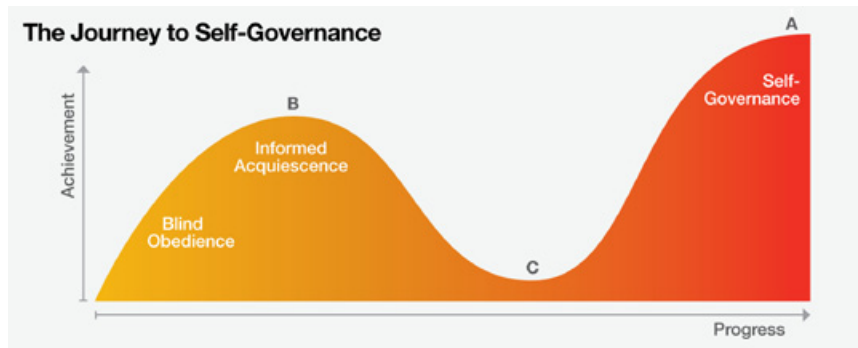 The Journey to Self-Governance
A
B
C
Achievement
Self-
Governance
Informed
Acquiescence
Blind
Obedience
Progress